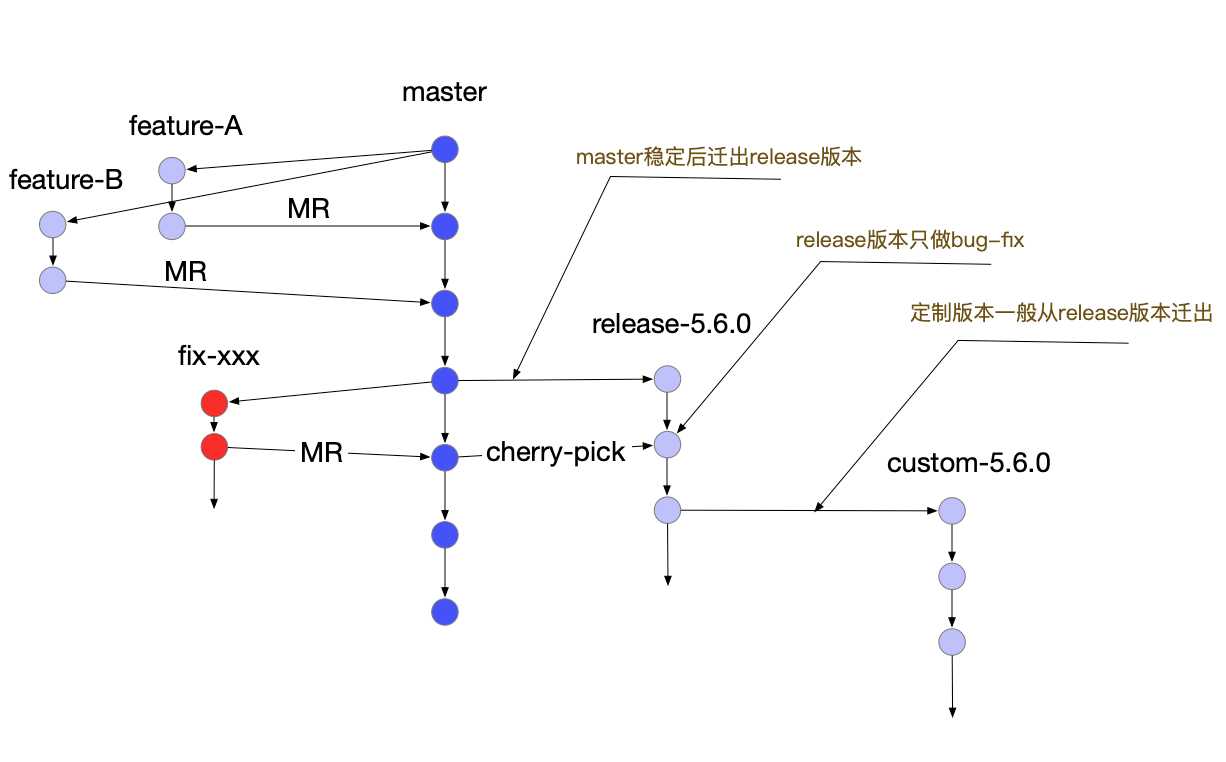 master
feature-A
master稳定后迁出release版本
feature-B
MR
release版本只做bug-fix
MR
定制版本一般从release版本迁出
release-5.6.0
fix-xxx
MR
cherry-pick
custom-5.6.0